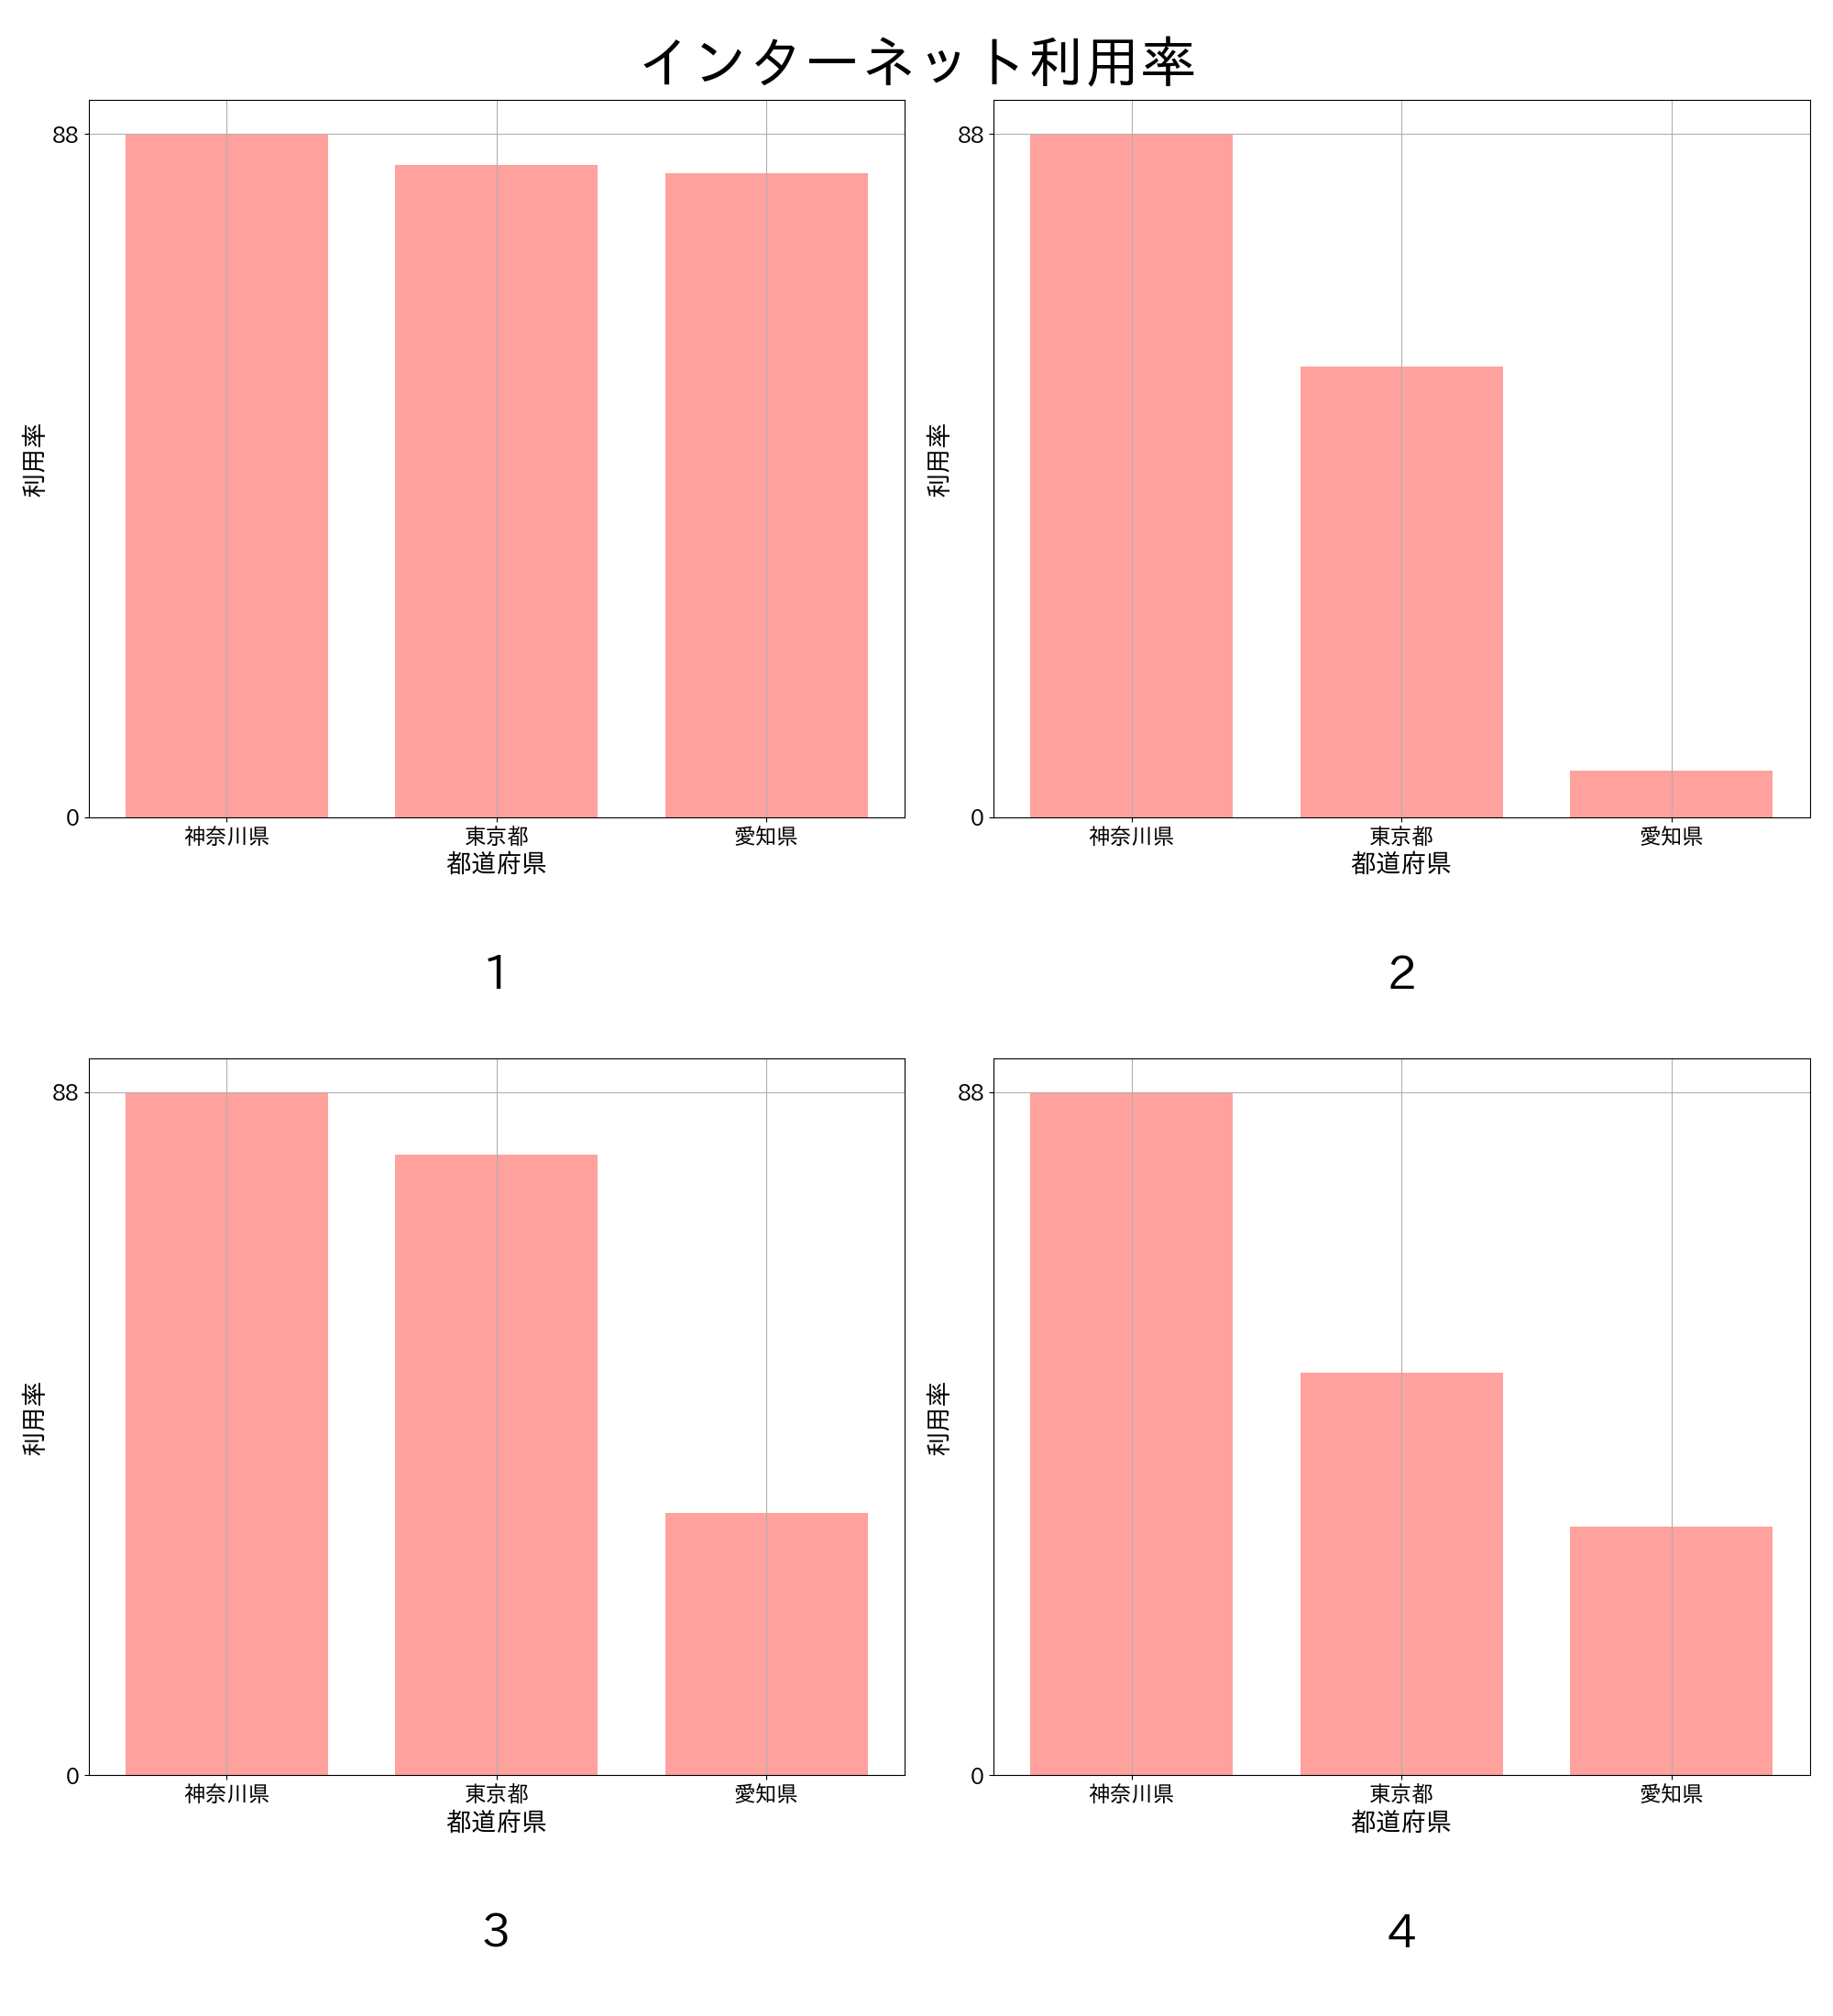 インターネット利用率
88
0
利用率
神奈川県 東京都 愛知県
都道府県
1
88
0
利用率
神奈川県 東京都 愛知県
都道府県
2
88
0
利用率
神奈川県 東京都 愛知県
都道府県
3
88
0
利用率
神奈川県 東京都 愛知県
都道府県
4